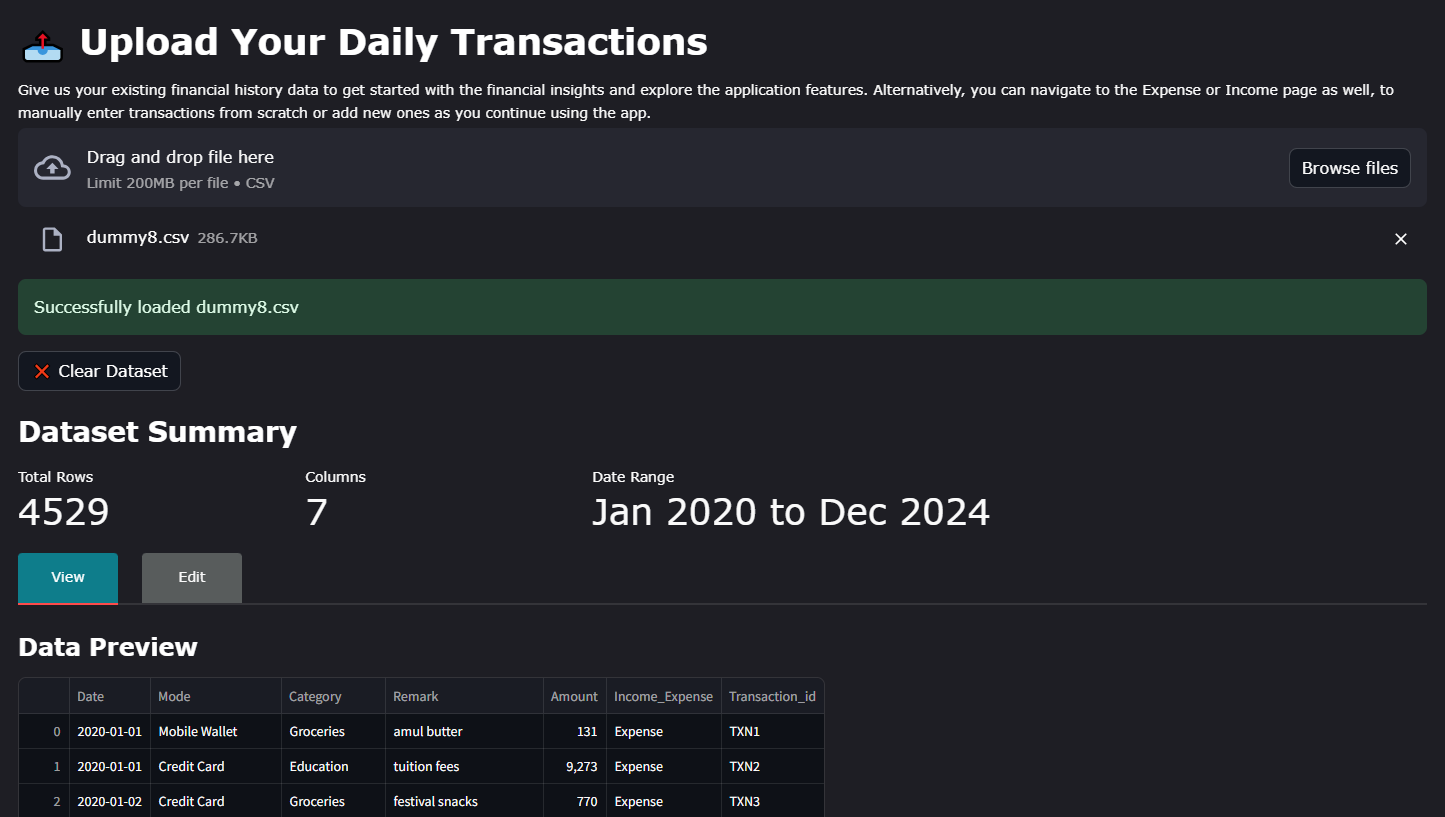 Upload Your Daily Transactions
Give us your existing financial history data to get started with the financial insights and explore the application features. Alternatively, you can navigate to the Expense or Income page as well, to
manually enter transactions from scratch or add new ones as you continue using the app.
Drag and drop file here
Limit 200MB per file • CSV
Browse files
dummy8.csv 286.7KB
Successfully loaded dummy8.csv
Clear Dataset
Dataset Summary
Total Rows Columns Date Range
4529 7 Jan 2020 to Dec 2024
View Edit
Data Preview
Date Mode Category Remark Amount Income_Expense Transaction_id
0 2020-01-01 Mobile Wallet Groceries amul butter 131 Expense TXN1
1 2020-01-01 Credit Card Education tuition fees 9,273 Expense TXN2
2 2020-01-02 Credit Card Groceries festival snacks 770 Expense TXN3